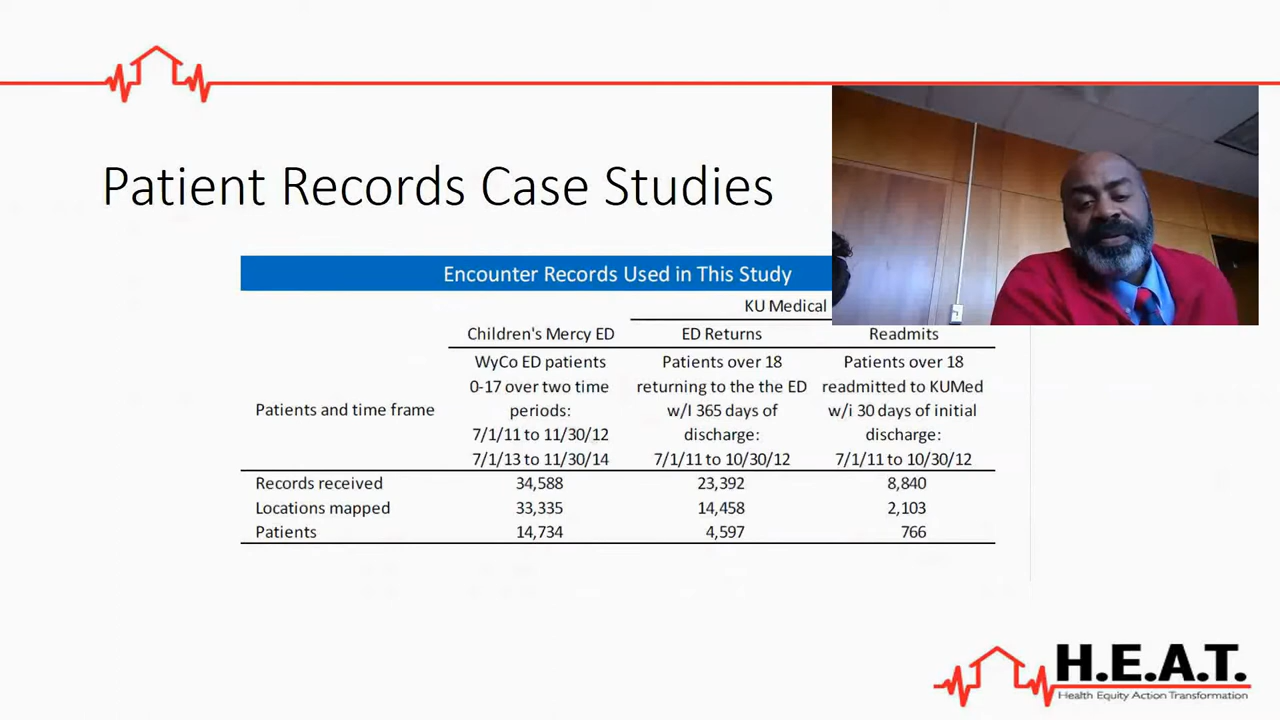 Patient Records Case Studies
Encounter Records Used in This Study
KU Medical
Children's Mercy ED ED Returns Readmits
WyCo ED patients Patients over 18 Patients over 18
0-17 over two time returning to the the ED readmitted to KUMed
Patients and time frame periods: w/I 365 days of w/i 30 days of initial
7/1/11 to 11/30/12 discharge: discharge:
7/1/13 to 11/30/14 7/1/11 to 10/30/12 7/1/11 to 10/30/12
Records received 34,588 23,392 8,840
Locations mapped 33,335 14,458 2,103
Patients 14,734 4,597 766
H.E.A.T.
Health Equity Action Transformation